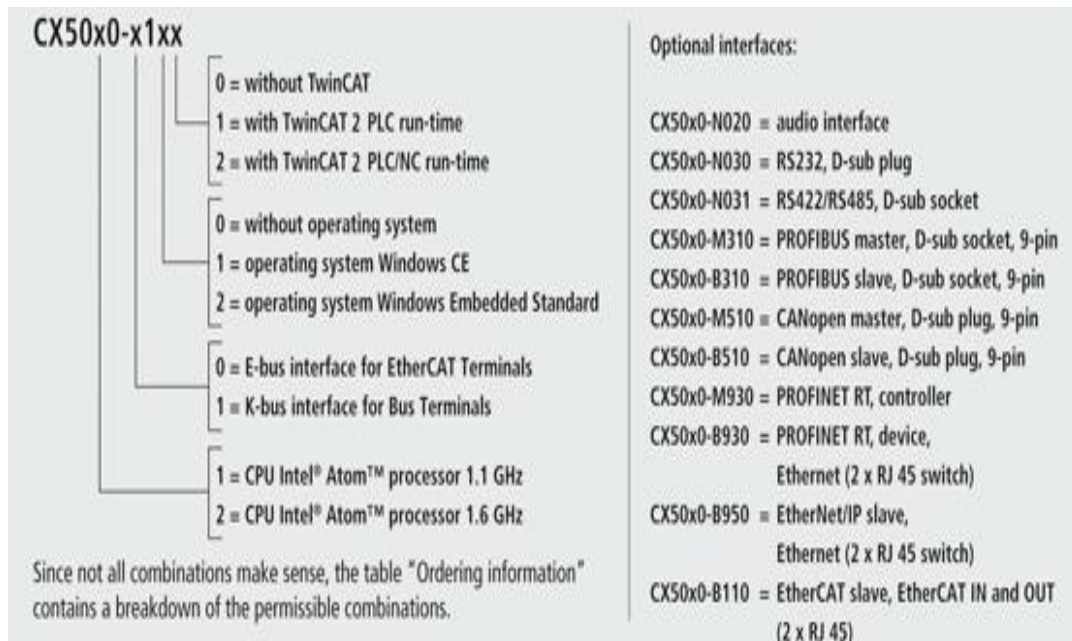 CX50x0-x1xx
0 = without TwinCAT
1 = with TwinCAT 2 PLC run-time
2 = with TwinCAT 2 PLC/NC run-time
0 = without operating system
1 = operating system Windows CE
2 = operating system Windows Embedded Standard
0 = E-bus interface for EtherCAT Terminals
1 = K-bus interface for Bus Terminals
1 = CPU Intel® Atom™ processor 1.1 GHz
2 = CPU Intel® Atom™ processor 1.6 GHz
Since not all combinations make sense, the table "Ordering information"
contains a breakdown of the permissible combinations.
Optional interfaces:
CX50x0-N020 = audio interface
CX50x0-N030 = RS232, D-sub plug
CX50x0-N031 = RS422/RS485, D-sub socket
CX50x0-M310 = PROFIBUS master, D-sub socket, 9-pin
CX50x0-B310 = PROFIBUS slave, D-sub socket, 9-pin
CX50x0-M510 = CANopen master, D-sub plug, 9-pin
CX50x0-B510 = CANopen slave, D-sub plug, 9-pin
CX50x0-M930 = PROFINET RT, controller
CX50x0-B930 = PROFINET RT, device,
Ethernet (2 x RJ 45 switch)
CX50x0-B950 = EtherNet/IP slave,
Ethernet (2 x RJ 45 switch)
CX50x0-B110 = EtherCAT slave, EtherCAT IN and OUT
(2 x RJ 45)